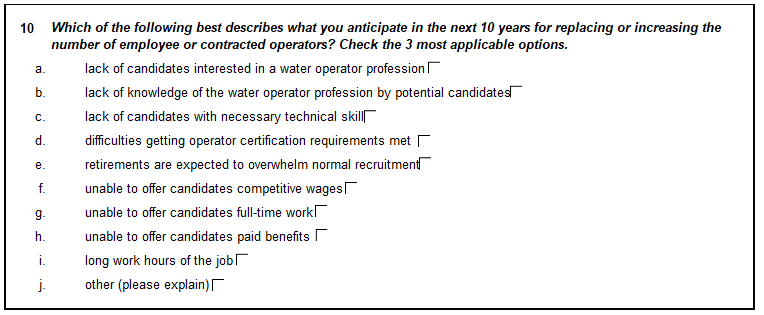 10 Which of the following best describes what you anticipate in the next 10 years for replacing or increasing the
number of employee or contracted operators? Check the 3 most applicable options.
a. lack of candidates interested in a water operator profession
b. lack of knowledge of the water operator profession by potential candidates
c. lack of candidates with necessary technical skill
d. difficulties getting operator certification requirements met
e. retirements are expected to overwhelm normal recruitment
f. unable to offer candidates competitive wages
g. unable to offer candidates full-time work
h. unable to offer candidates paid benefits
i. long work hours of the job
j. other (please explain)